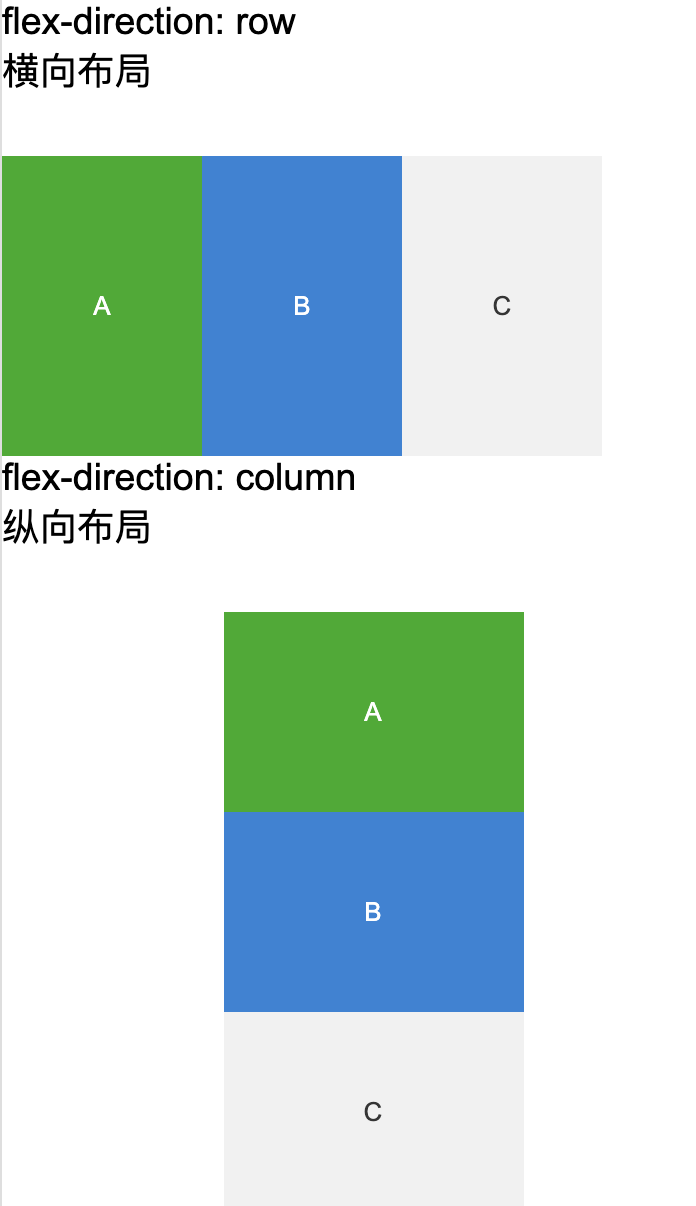 flex-direction: row
横向布局
A
B
C
flex-direction: column
纵向布局
A
B
C